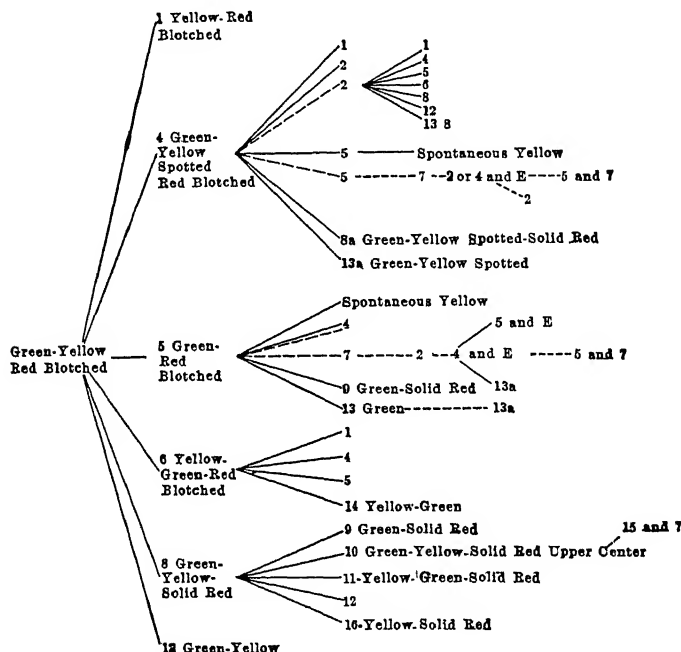 1 Yellow-Red
Blotched
1
2
2
1
4
5
6
8
12
13 8
4 Green-
Yellow
Spotted
Red Blotched
5
Spontaneous Yellow
5
7
2 or 4 and E
5 and 7
2
8a Green-Yellow Spotted-Solid Red
13a Green-Yellow Spotted
Green-Yellow
Red Blotched
5 Green-
Red
Blotched
Spontaneous Yellow
4
5 and E
7
2
4 and E
5 and 7
9 Green-Solid Red
13a
13 Green
13a
6 Yellow-
Green-Red
Blotched
1
4
5
14 Yellow-Green
8 Green-
Yellow-
Solid Red
9 Green-Solid Red
15 and 7
10 Green-Yellow-Solid Red Upper Center
11-Yellow-Green-Solid Red
12
16-Yellow-Solid Red
12 Green-Yellow